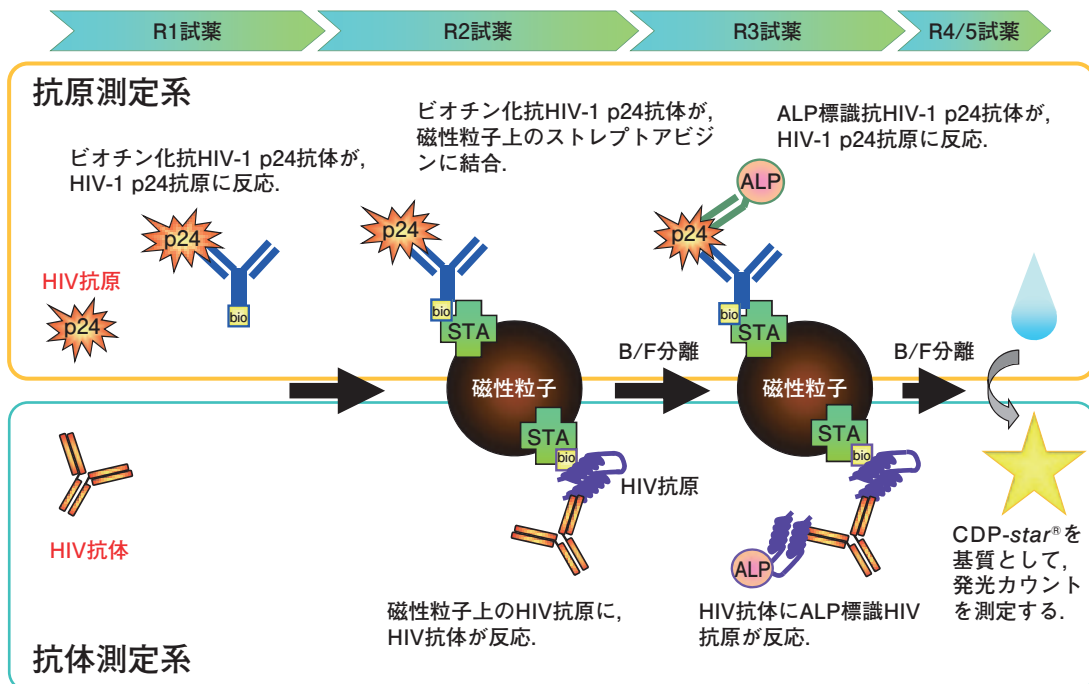 R1試薬
R2試薬
R3試薬
R4/5試薬
抗原測定系
ビオチン化抗HIV-1 p24抗体が,
HIV-1 p24抗原に反応.
ビオチン化抗HIV-1 p24抗体が,
磁性粒子上のストレプトアビジ
ンに結合.
ALP標識抗HIV-1 p24抗体が,
HIV-1 p24抗原に反応.
HIV抗原
p24
p24
bio
p24
bio
STA
磁性粒子
B/F分離
ALP
p24
bio
STA
磁性粒子
B/F分離
STA
bio
HIV抗原
STA
bio
ALP
HIV抗体
磁性粒子上のHIV抗原に,
HIV抗体が反応.
HIV抗体にALP標識HIV
抗原が反応.
CDP-star®を
基質として,
発光カウント
を測定する.
抗体測定系